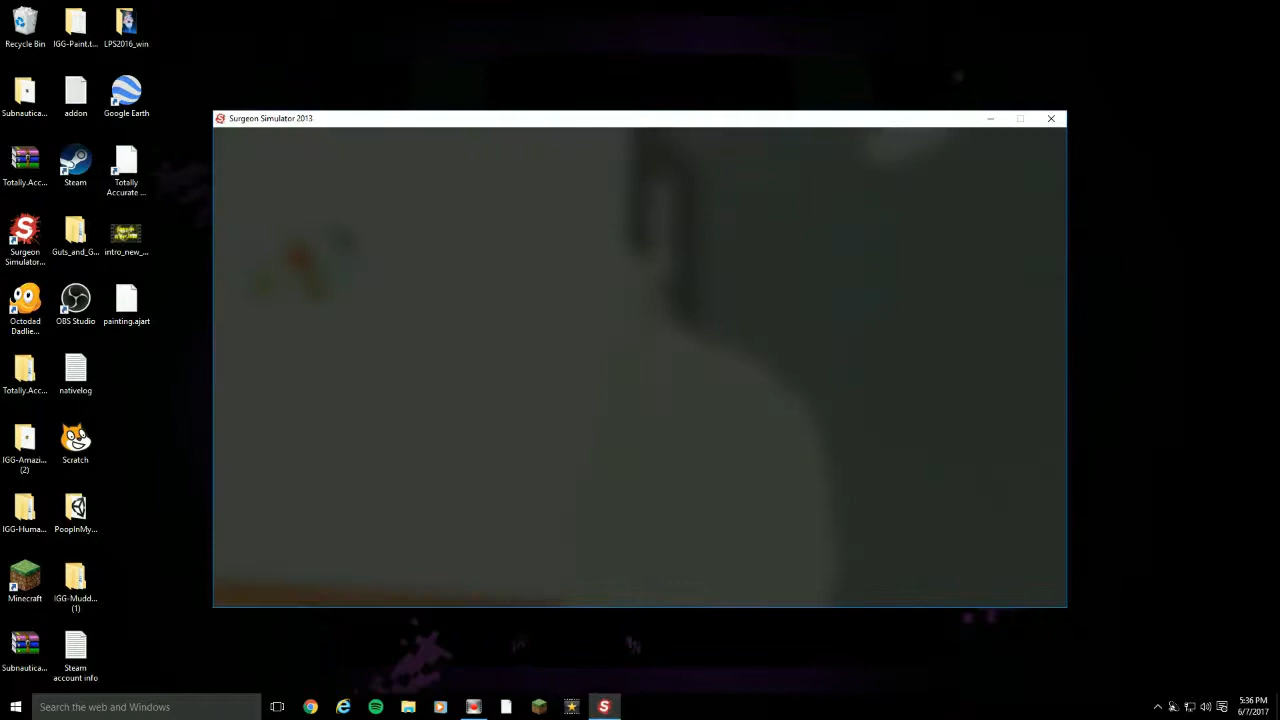 Surgeon Simulator 2013
Recycle Bin
IGG-Paint.t...
LPS2016_win
Subnautica...
addon
Google Earth
Totally.Acc...
Steam
Totally
Accurate ...
Surgeon
Simulator...
Guts_and_G...
intro_new_...
Octodad
Dadlie...
OBS Studio
painting.ajart
Totally.Acc...
nativelog
IGG-Amazi...
(2)
Scratch
IGG-Huma...
PoopInMy...
Minecraft
IGG-Mudd...
(1)
Subnautica...
Steam
account info
Search the web and Windows
5:36 PM
6/7/2017